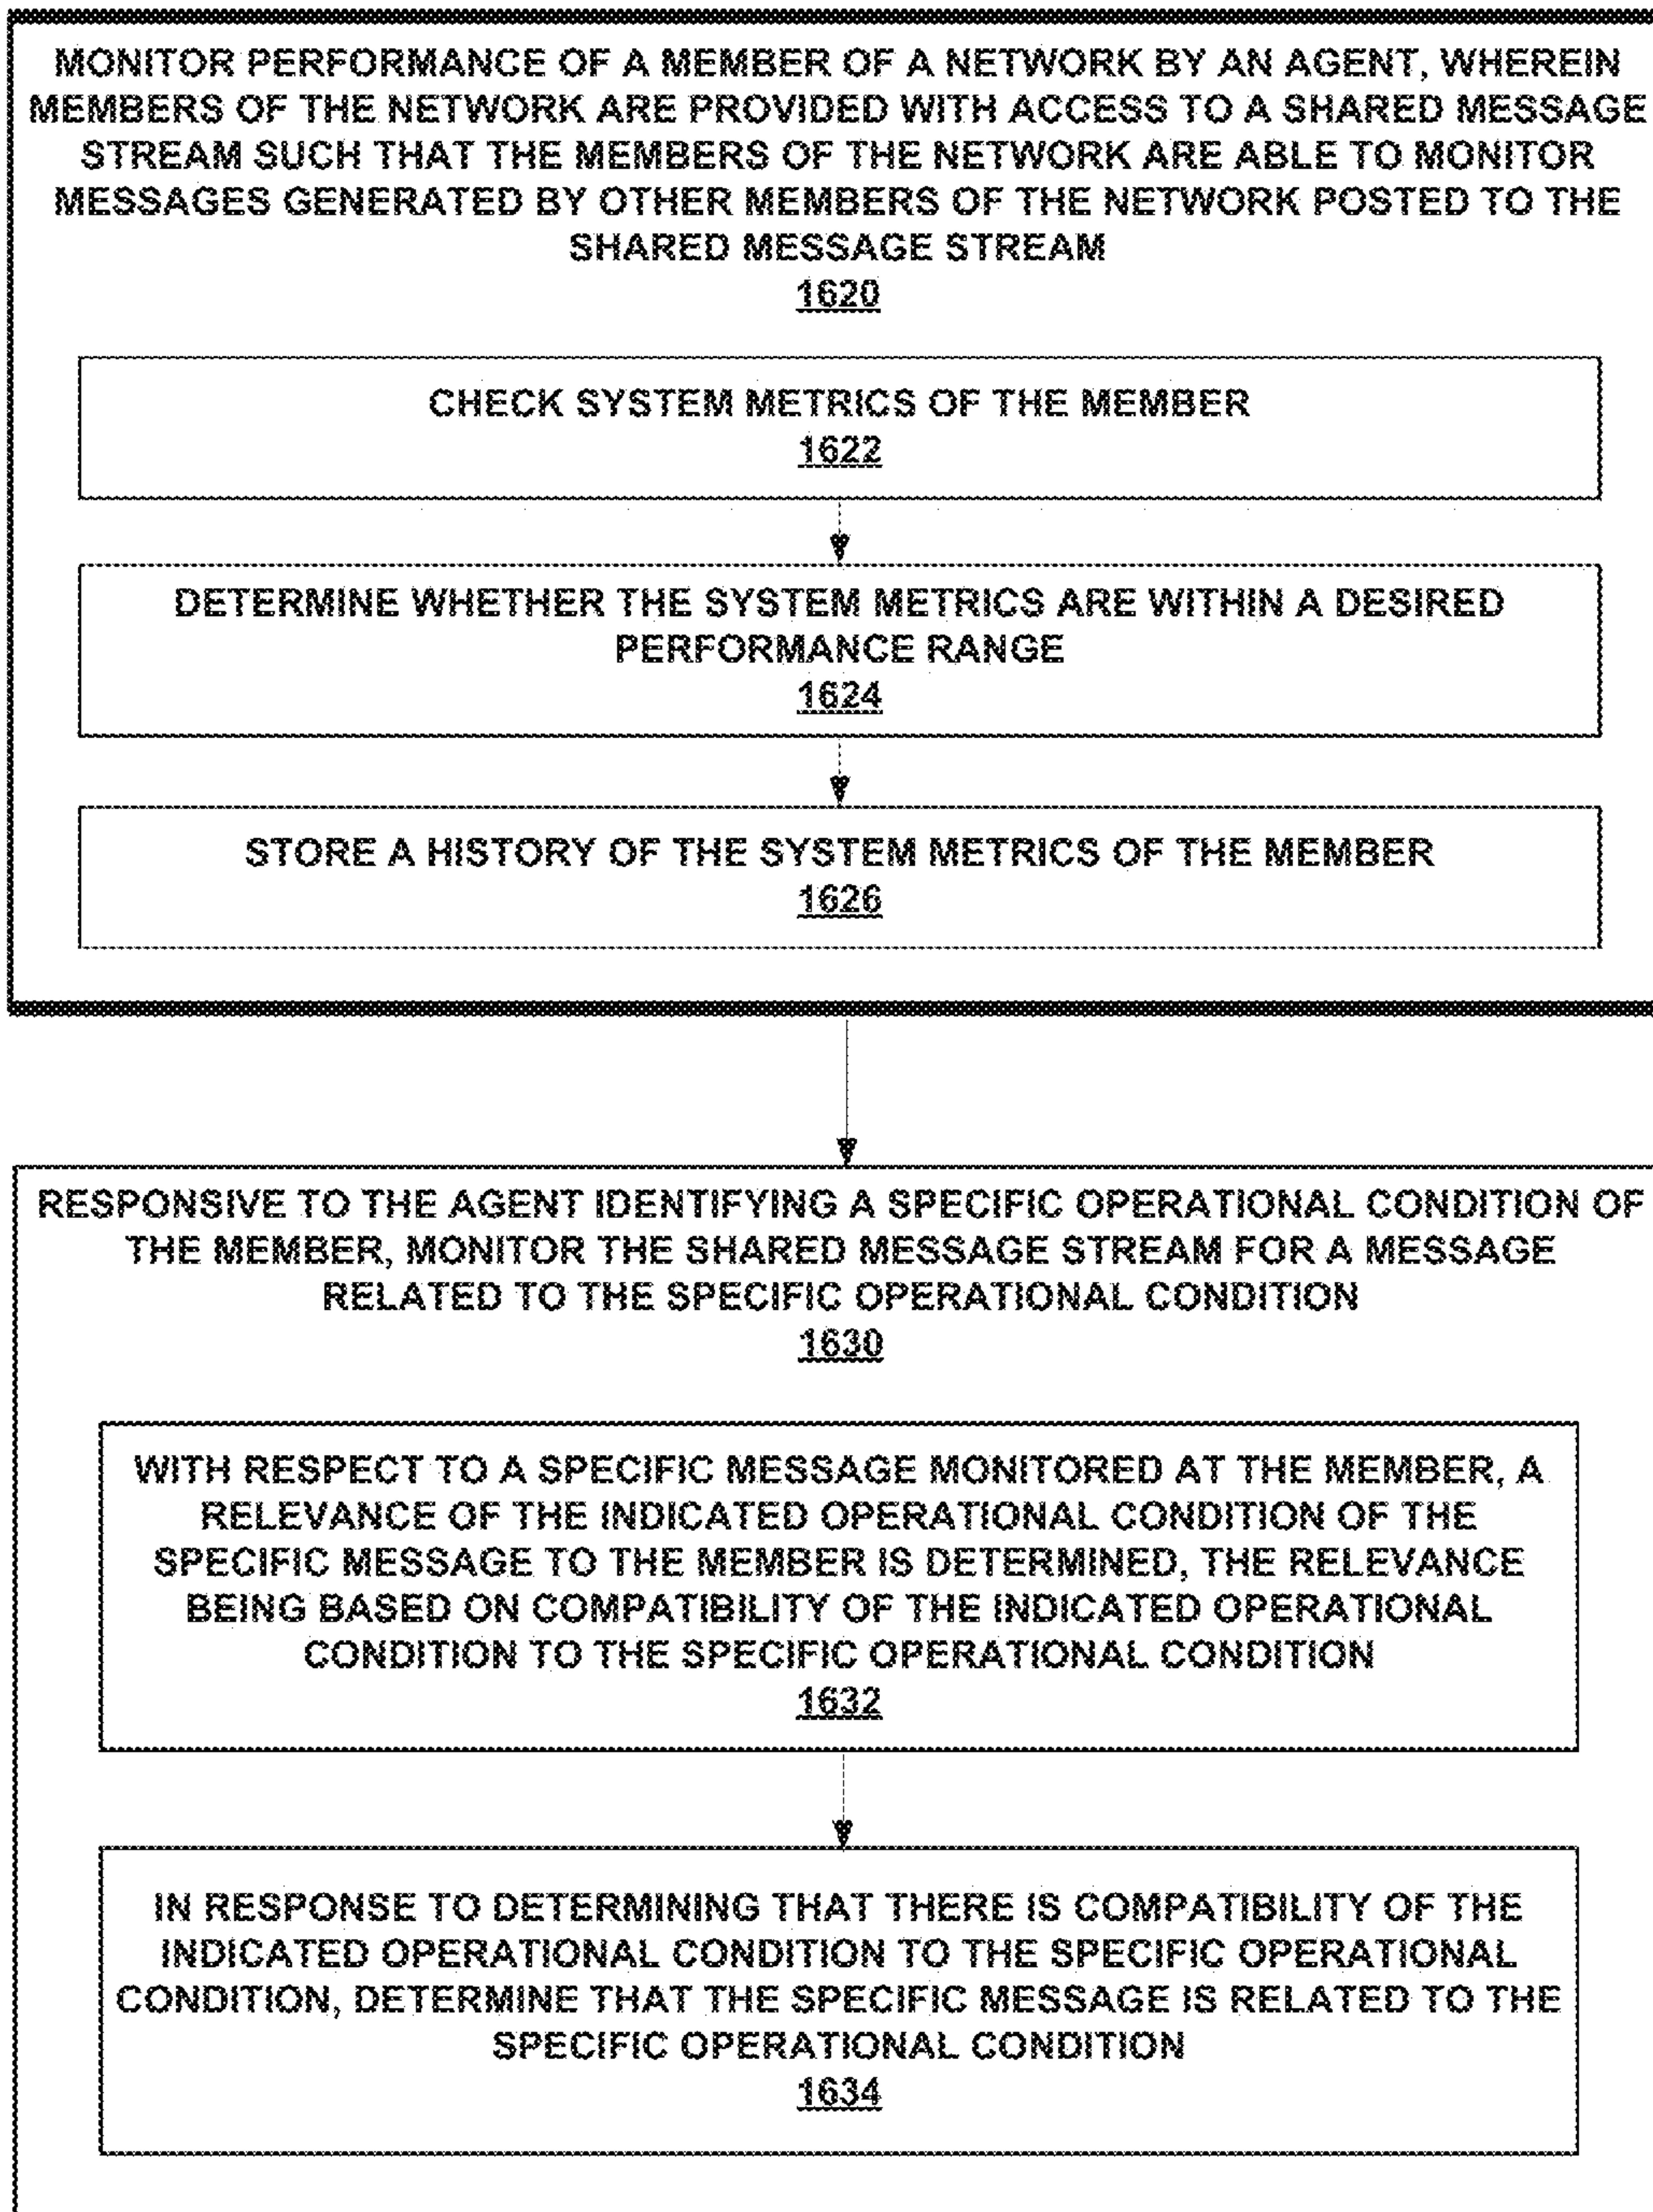 MONITOR PERFORMANCE OF A MEMBER OF A NETWORK BY AN AGENT, WHEREIN
MEMBERS OF THE NETWORK ARE PROVIDED WITH ACCESS TO A SHARED MESSAGE
STREAM SUCH THAT THE MEMBERS OF THE NETWORK ARE ABLE TO MONITOR
MESSAGES GENERATED BY OTHER MEMBERS OF THE NETWORK POSTED TO THE
SHARED MESSAGE STREAM
1620
CHECK SYSTEM METRICS OF THE MEMBER
1622
DETERMINE WHETHER THE SYSTEM METRICS ARE WITHIN A DESIRED
PERFORMANCE RANGE
1624
STORE A HISTORY OF THE SYSTEM METRICS OF THE MEMBER
1626
RESPONSIVE TO THE AGENT IDENTIFYING A SPECIFIC OPERATIONAL CONDITION OF
THE MEMBER, MONITOR THE SHARED MESSAGE STREAM FOR A MESSAGE
RELATED TO THE SPECIFIC OPERATIONAL CONDITION
1630
WITH RESPECT TO A SPECIFIC MESSAGE MONITORED AT THE MEMBER, A
RELEVANCE OF THE INDICATED OPERATIONAL CONDITION OF THE
SPECIFIC MESSAGE TO THE MEMBER IS DETERMINED, THE RELEVANCE
BEING BASED ON COMPATIBILITY OF THE INDICATED OPERATIONAL
CONDITION TO THE SPECIFIC OPERATIONAL CONDITION
1632
IN RESPONSE TO DETERMINING THAT THERE IS COMPATIBILITY OF THE
INDICATED OPERATIONAL CONDITION TO THE SPECIFIC OPERATIONAL
CONDITION, DETERMINE THAT THE SPECIFIC MESSAGE IS RELATED TO THE
SPECIFIC OPERATIONAL CONDITION
1634